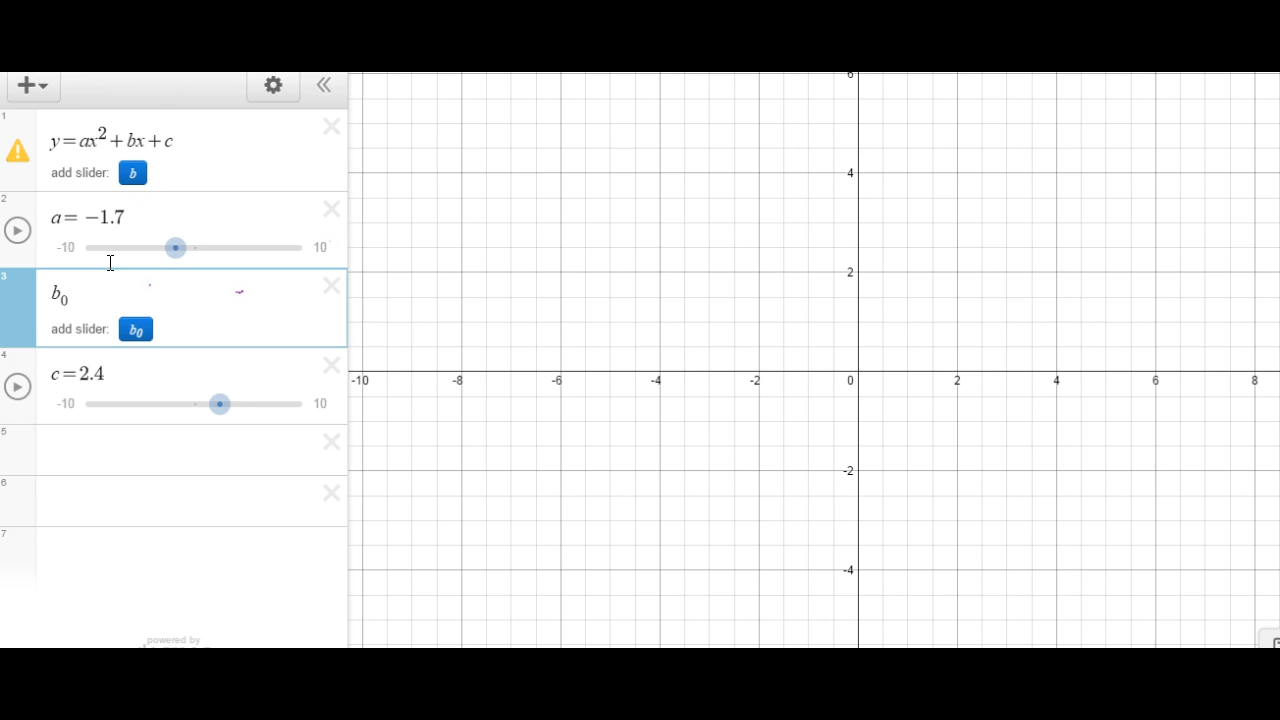 1
y=ax²+bx+c
add slider: b
2
a= −1.7
-10 10
3
b₀
add slider: b₀
4
c=2.4
-10 10
5
6
7
powered by
6
4
2
-10 -8 -6 -4 -2 0 2 4 6 8
-2
-4